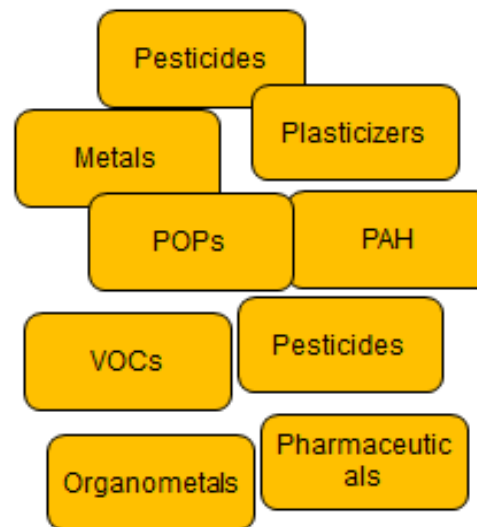 Pesticides
Plasticizers
Metals
POPs
PAH
VOCs
Pesticides
Pharmaceutic
als
Organometals